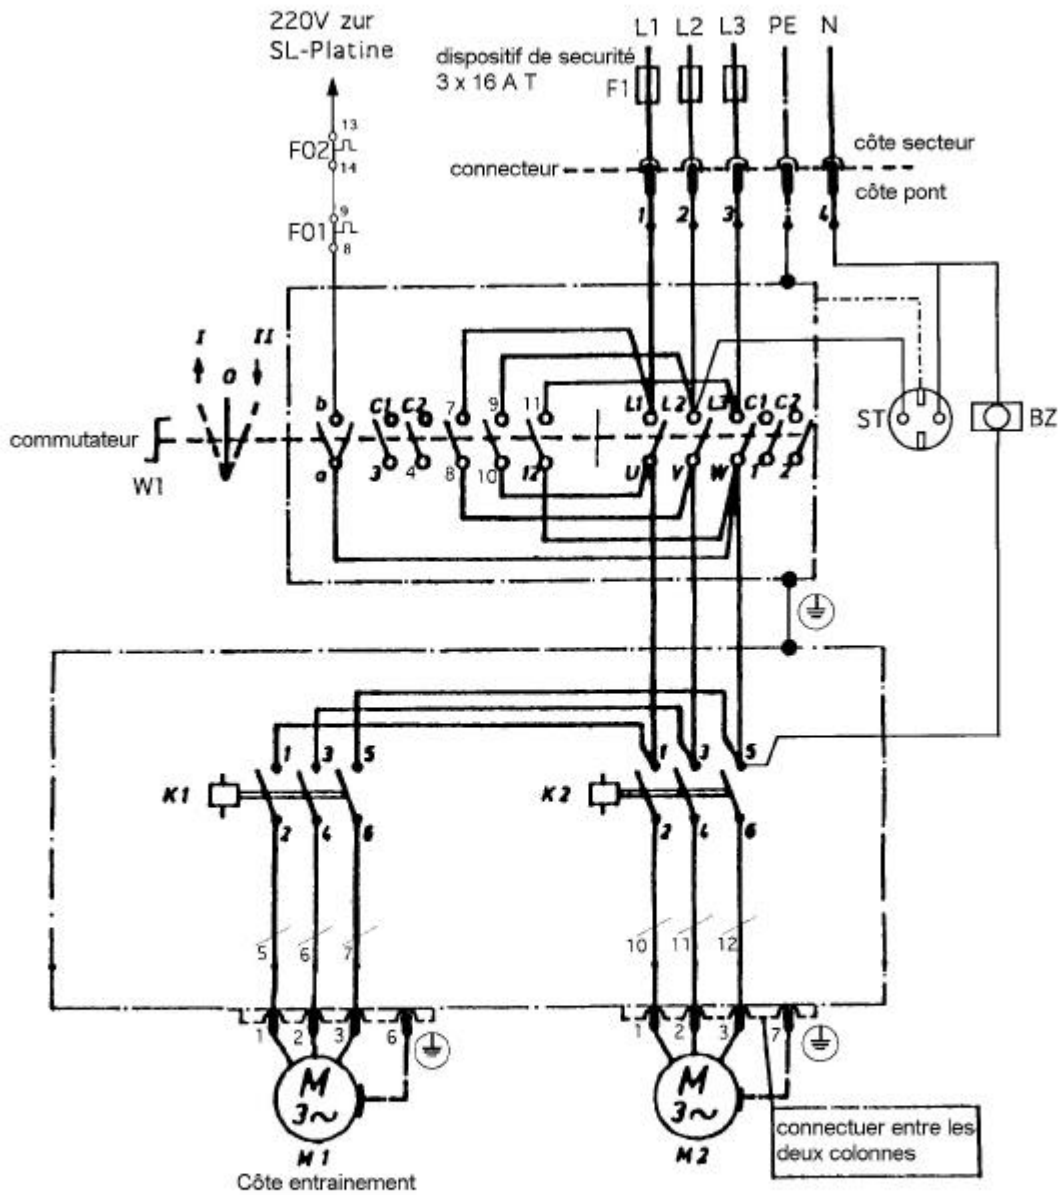 220V zur
SL-Platine
L1 L2 L3 PE N
dispositif de securité
3 x 16 A T
F1
13
F02
14
côte secteur
connecteur
côte pont
9
F01
8
1 2 3 4
I II
O
b C1 C2 7 9 11 L1 L2 L3 C1 C2
ST
BZ
commutateur
W1
a 3 4 8 10 12 U V W 1 2
1 3 5
1 3 5
K1
K2
2 4 6
2 4 6
5 6 7
10 11 12
1 2 3 6
1 2 3 7
M
3~
M
3~
M1
M2
Côte entrainement
connectuer entre les
deux colonnes